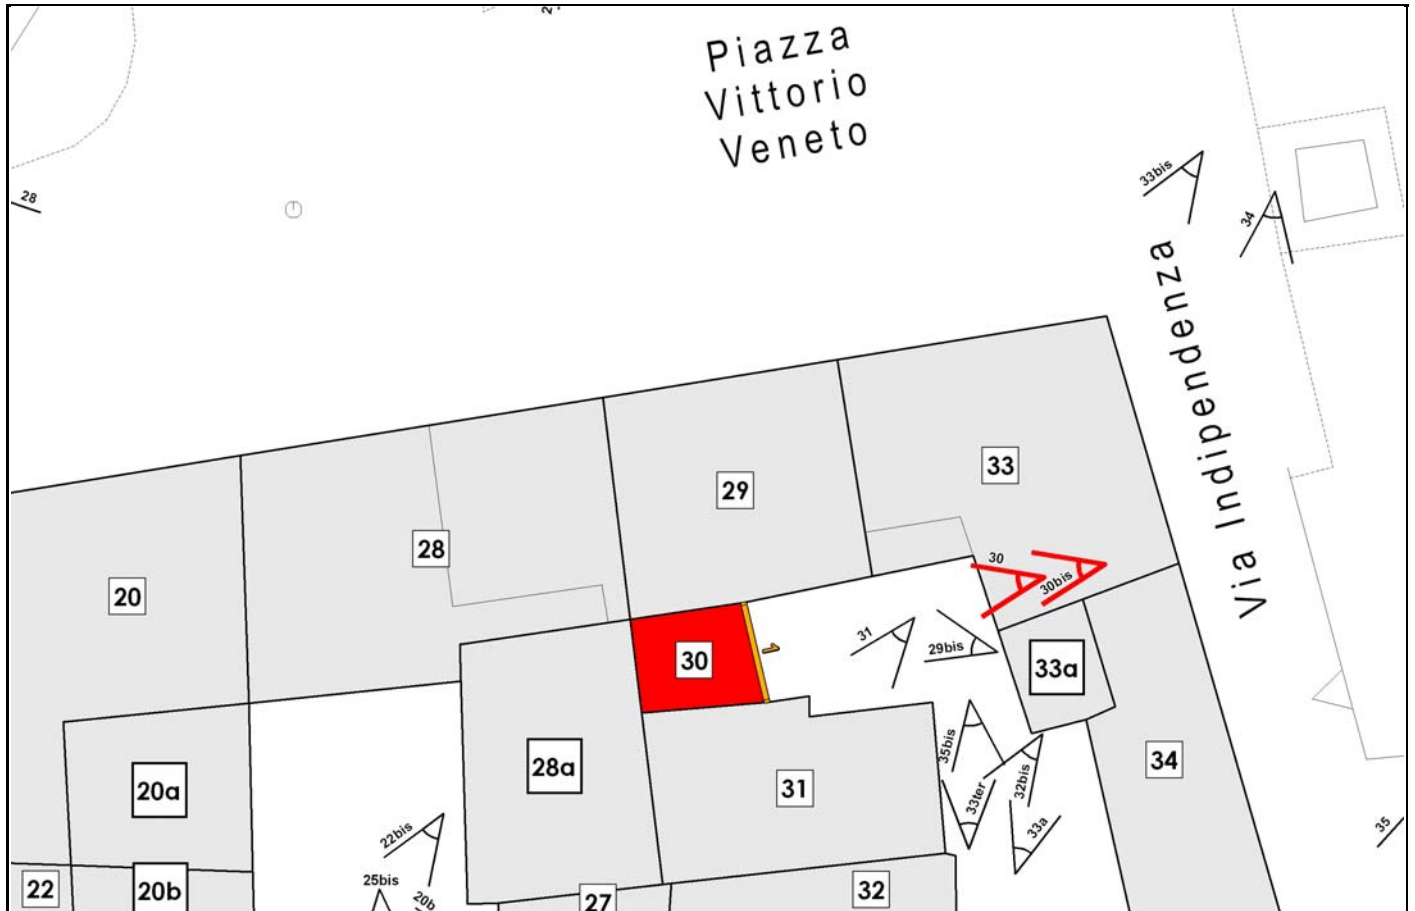 Piazza
Vittorio
Veneto
33bis
28
34
Via Indipendenza
33
29
28
30
20
30bis
31
29bis
1
30
33a
35bis
34
28a
32bis
31
20a
33ter
33a
22bis
35
25bis
20b
22
20b
27
32